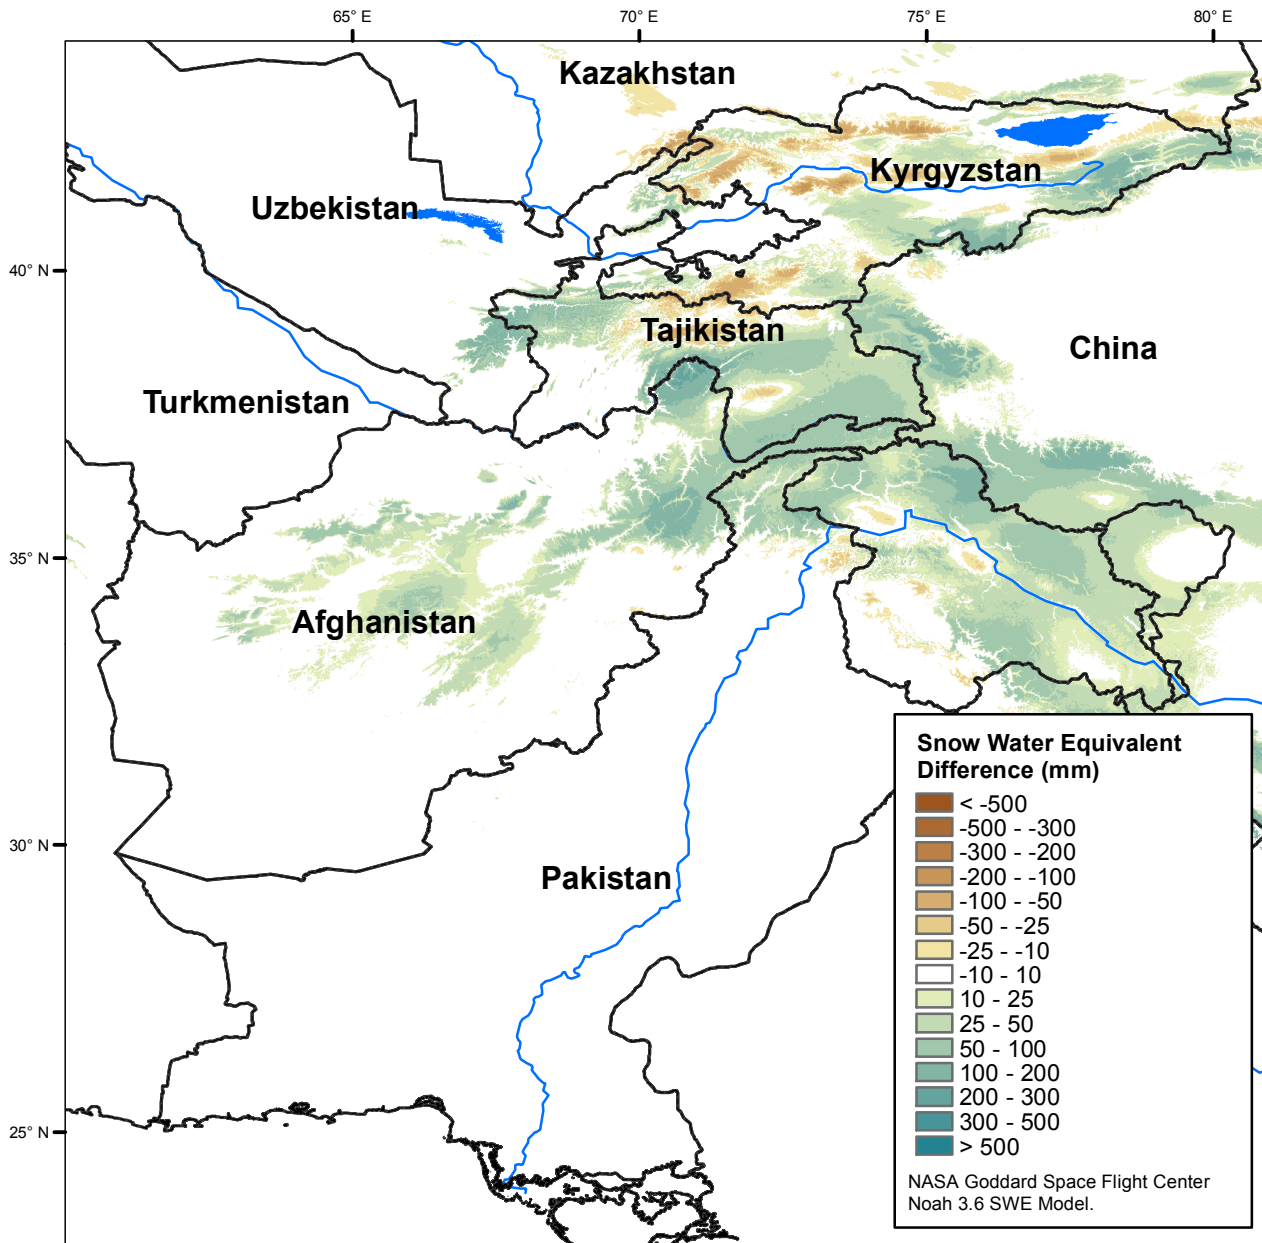 65° E 70° E 75° E 80° E
Kazakhstan
Kyrgyzstan
Uzbekistan
40° N
Tajikistan
China
Turkmenistan
35° N
Afghanistan
Snow Water Equivalent
Difference (mm)
< -500
-500 - -300
30° N
-300 - -200
Pakistan
-200 - -100
-100 - -50
-50 - -25
-25 - -10
-10 - 10
10 - 25
25 - 50
50 - 100
100 - 200
200 - 300
300 - 500
25° N
> 500
NASA Goddard Space Flight Center
Noah 3.6 SWE Model.